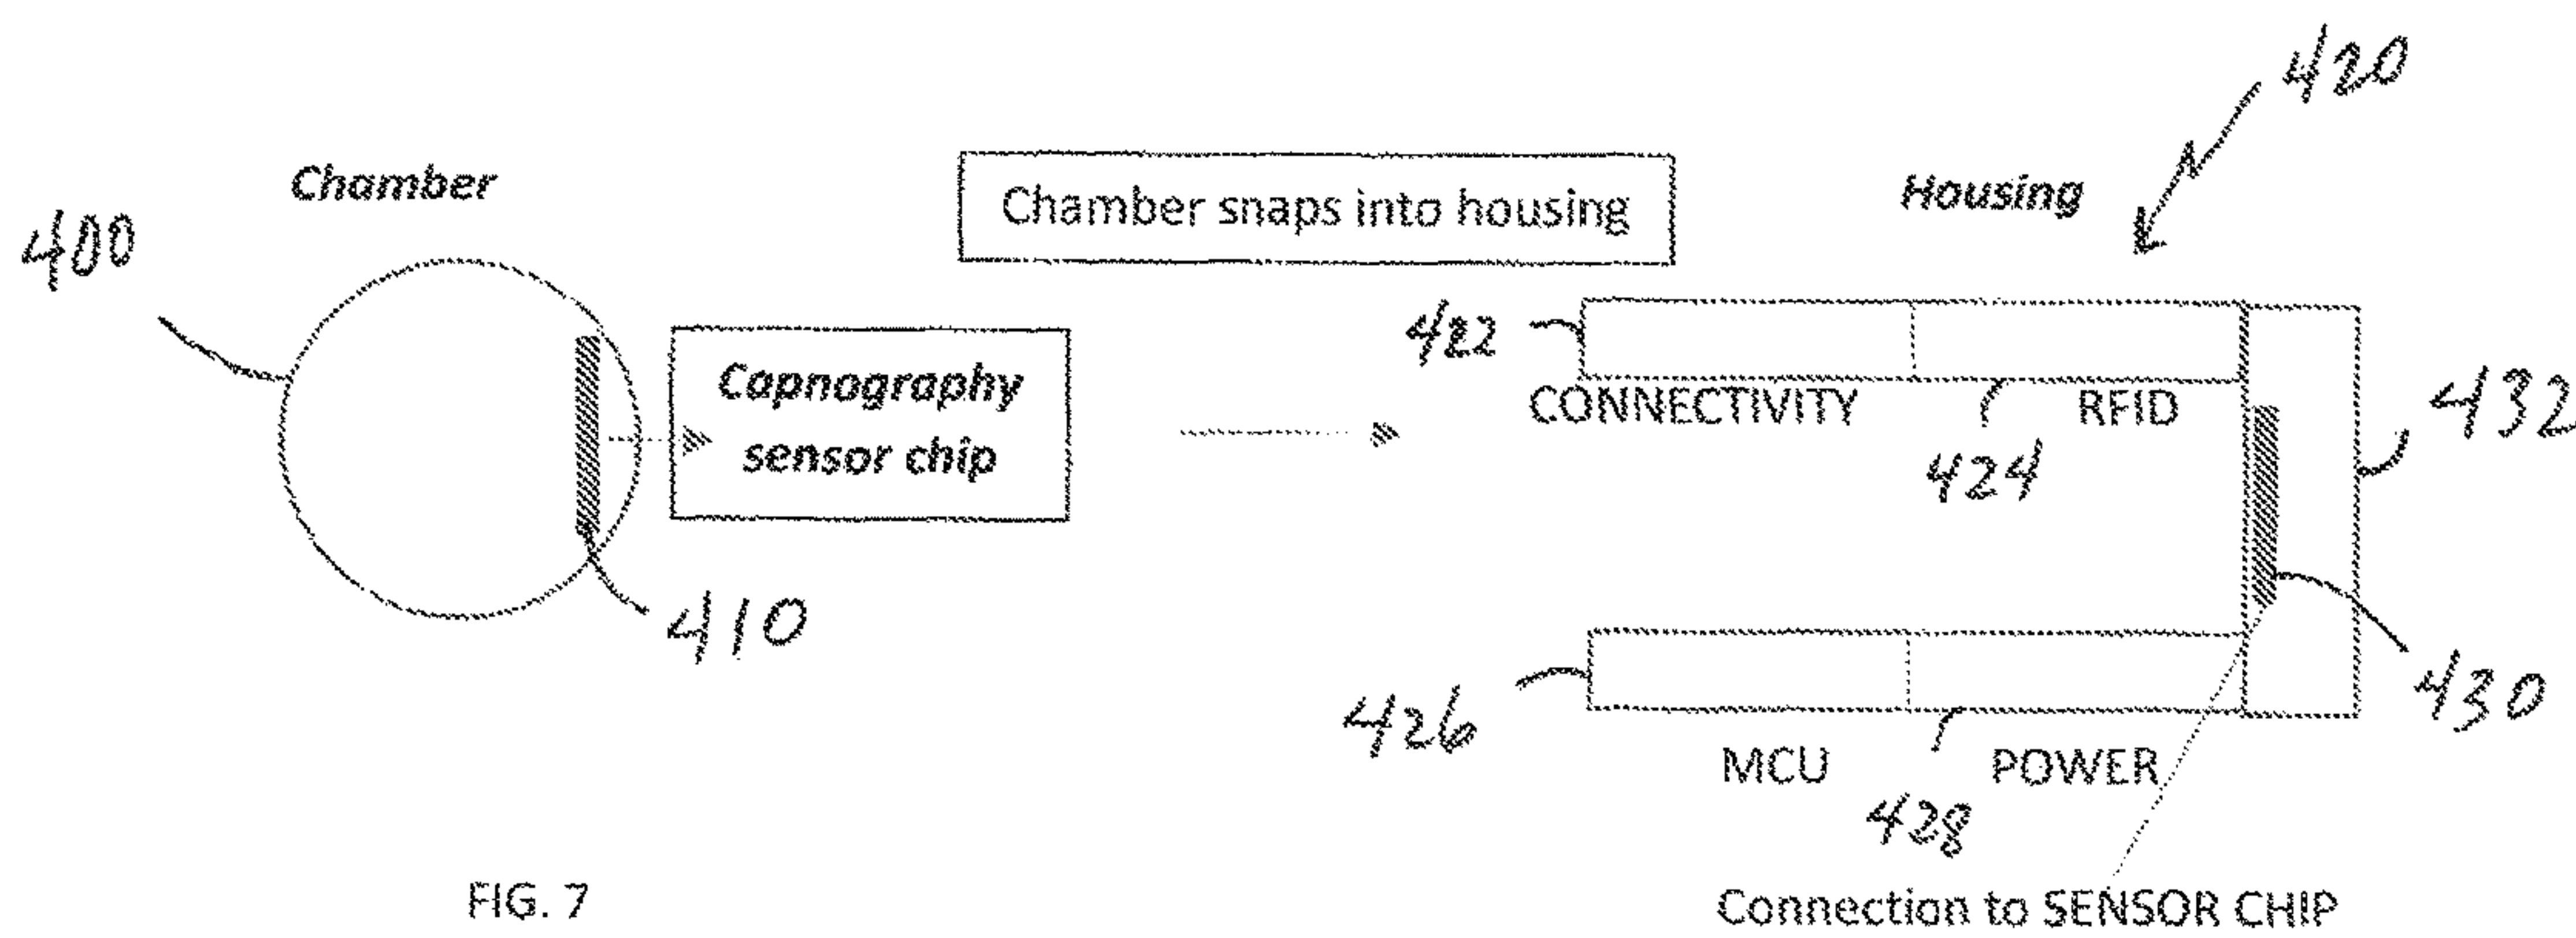 420
Chamber
Chamber snaps into housing
Housing
400
422
Capnography
sensor chip
CONNECTIVITY
RFID
432
424
410
426
430
MCU
POWER
428
FIG. 7
Connection to SENSOR CHIP